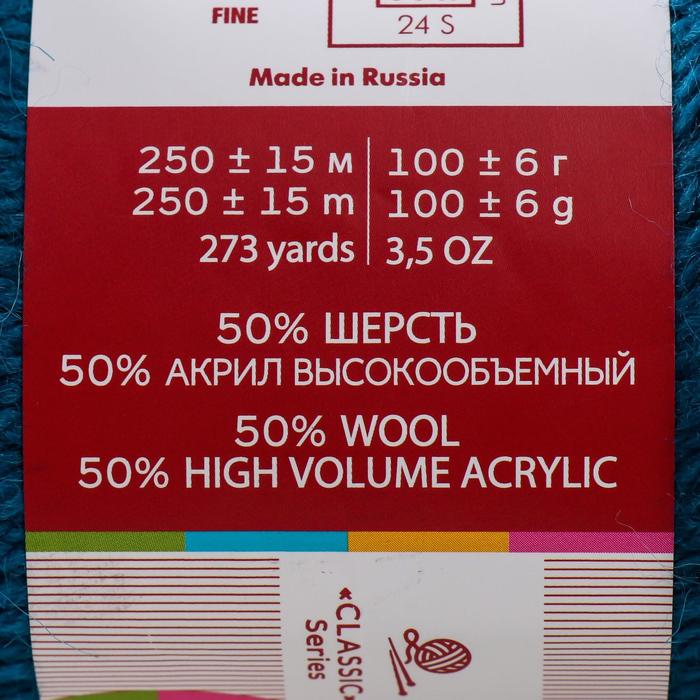 FINE
24 S
Made in Russia
250 ± 15 м 100 ± 6 г
250 ± 15 m 100 ± 6 g
273 yards 3,5 OZ
50% ШЕРСТЬ
50% АКРИЛ ВЫСОКООБЪЕМНЫЙ
50% WOOL
50% HIGH VOLUME ACRYLIC
«CLASSIC»
Series